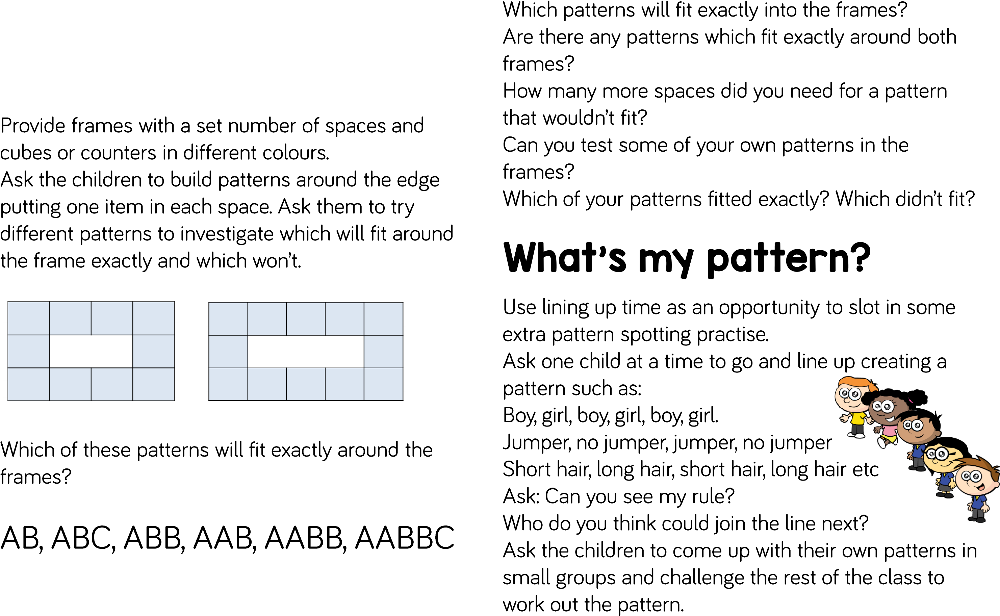 Provide frames with a set number of spaces and
cubes or counters in different colours.
Ask the children to build patterns around the edge
putting one item in each space. Ask them to try
different patterns to investigate which will fit around
the frame exactly and which won't.
Which of these patterns will fit exactly around the
frames?
AB, ABC, ABB, AAB, AABB, AABBC
Which patterns will fit exactly into the frames?
Are there any patterns which fit exactly around both
frames?
How many more spaces did you need for a pattern
that wouldn't fit?
Can you test some of your own patterns in the
frames?
Which of your patterns fitted exactly? Which didn't fit?
What's my pattern?
Use lining up time as an opportunity to slot in some
extra pattern spotting practise.
Ask one child at a time to go and line up creating a
pattern such as:
Boy, girl, boy, girl, boy, girl.
Jumper, no jumper, jumper, no jumper
Short hair, long hair, short hair, long hair etc
Ask: Can you see my rule?
Who do you think could join the line next?
Ask the children to come up with their own patterns in
small groups and challenge the rest of the class to
work out the pattern.